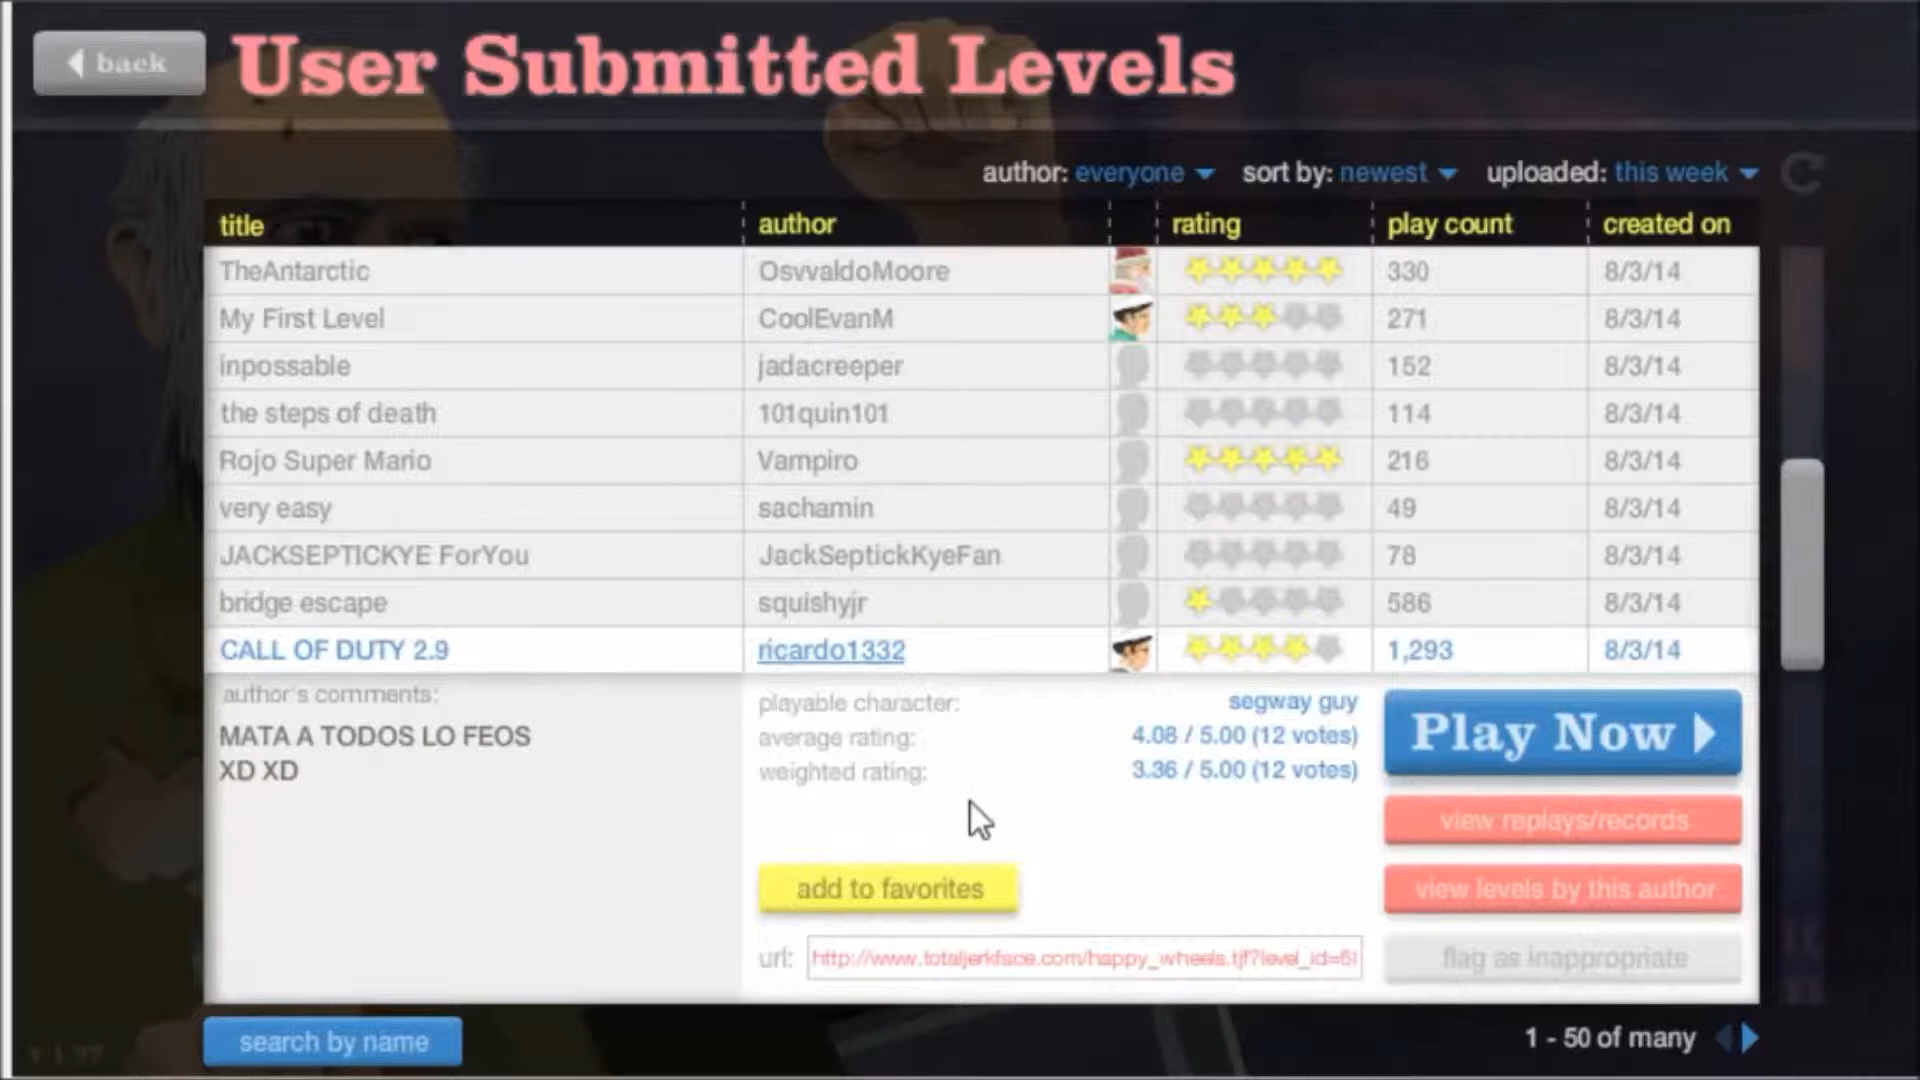 back
User Submitted Levels
author: everyone sort by: newest uploaded: this week
title author rating play count created on
TheAntarctic OsvvaldoMoore 330 8/3/14
My First Level CoolEvanM 271 8/3/14
inpossable jadacreeper 152 8/3/14
the steps of death 101quin101 114 8/3/14
Rojo Super Mario Vampiro 216 8/3/14
very easy sachamin 49 8/3/14
JACKSEPTICKYE ForYou JackSeptickKyeFan 78 8/3/14
bridge escape squishyjr 586 8/3/14
CALL OF DUTY 2.9 ricardo1332 1,293 8/3/14
author's comments:
MATA A TODOS LO FEOS
XD XD
playable character: segway guy
average rating: 4.08 / 5.00 (12 votes)
weighted rating: 3.36 / 5.00 (12 votes)
Play Now
view replays/records
add to favorites
view levels by this author
url: http://www.totaljerkface.com/happy_wheels.tjf?level_id=6
flag as inappropriate
search by name
1 - 50 of many